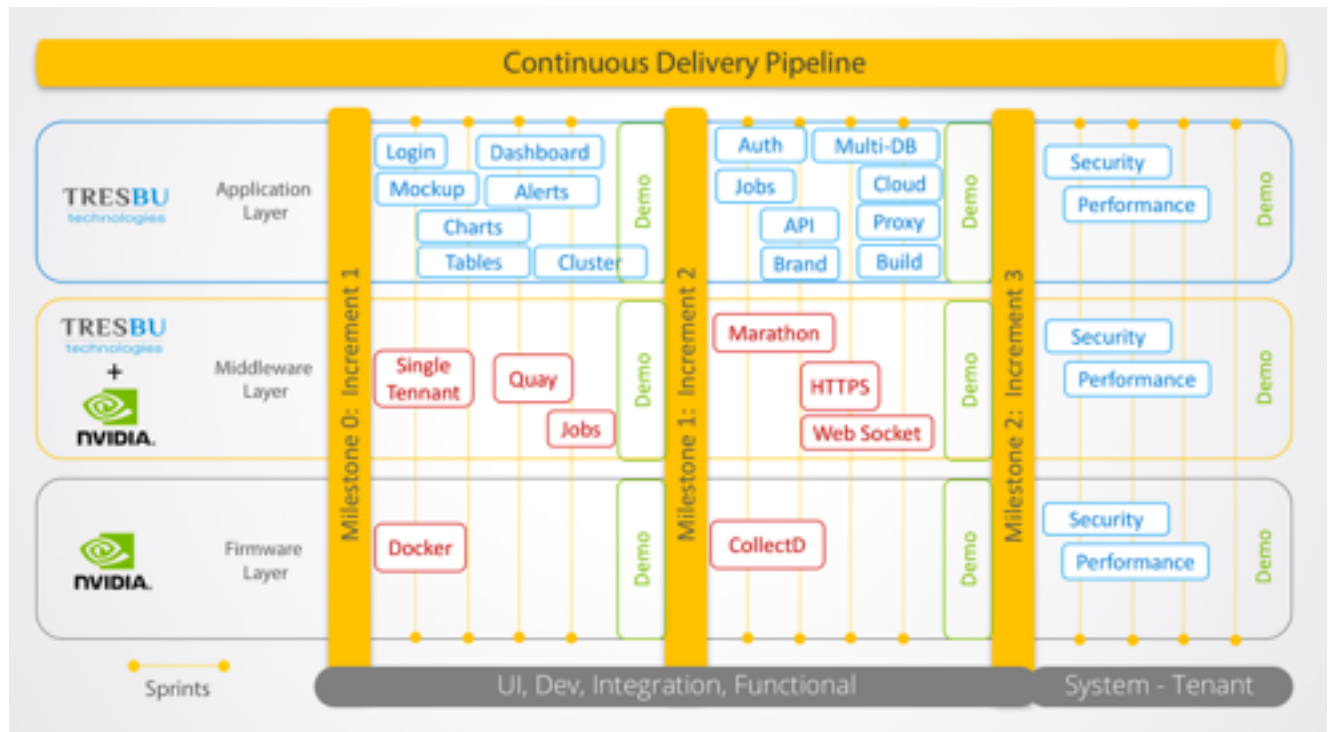 Continuous Delivery Pipeline
TRESBU
technologies
Application
Layer
Milestone 0: Increment 1
Login
Dashboard
Mockup
Alerts
Charts
Tables
Cluster
Demo
Milestone 1: Increment 2
Auth
Multi-DB
Jobs
Cloud
API
Proxy
Brand
Build
Demo
Milestone 2: Increment 3
Security
Performance
Demo
TRESBU
technologies
+
NVIDIA.
Middleware
Layer
Single
Tennant
Quay
Jobs
Demo
Marathon
HTTPS
Web Socket
Demo
Security
Performance
Demo
NVIDIA.
Firmware
Layer
Docker
Demo
CollectD
Demo
Security
Performance
Demo
Sprints
UI, Dev, Integration, Functional
System - Tenant